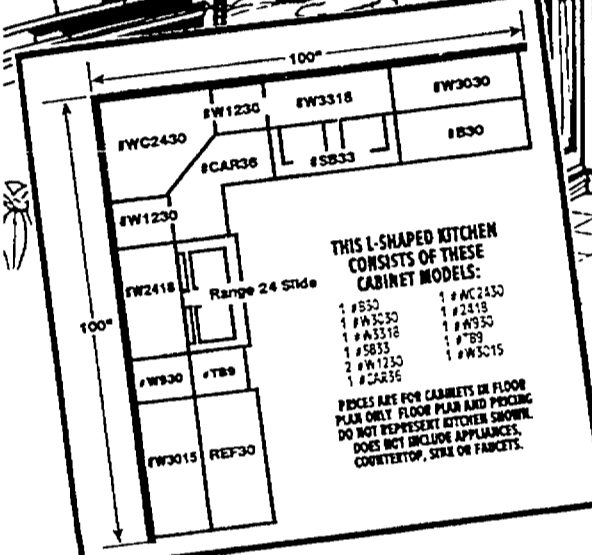 100"
#W1230
#W3318
#W3030
#WC2430
#CAR36
#SB33
#B30
#W1230
#W2418
Range 24 Slide
100"
#W930
#TB9
#W3015
REF30
THIS L-SHAPED KITCHEN
CONSISTS OF THESE
CABINET MODELS:
1 #B30
1 #W3030
1 #W3318
1 #SB33
2 #W1230
1 #CAR36
1 #WC2430
1 #2418
1 #W930
1 #TB9
1 #W3015
PRICES ARE FOR CABINETS IN FLOOR
PLAN ONLY FLOOR PLAN AND PRICING
DO NOT REPRESENT KITCHEN SHOWN.
DOES NOT INCLUDE APPLIANCES,
COUNTERTOP, SINK OR FAUCETS.